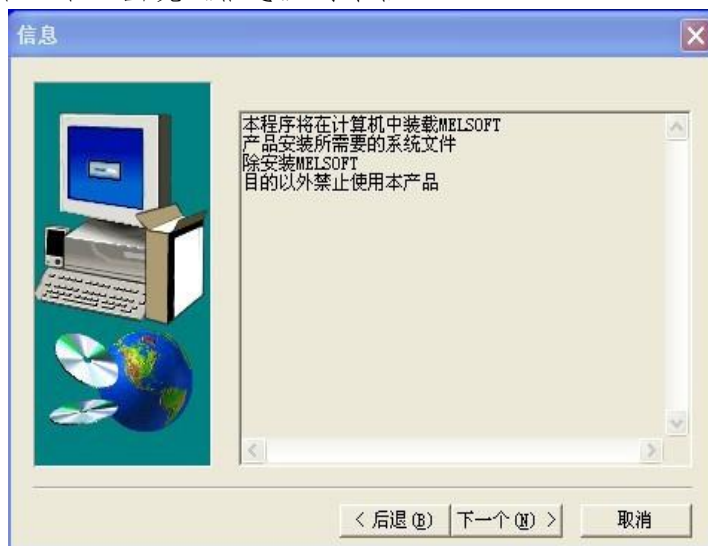 信息
本程序将在计算机中装载MELSOFT
产品安装所需要的系统文件
除安装MELSOFT
目的以外禁止使用本产品
< 后退(B)
下一个(N) >
取消